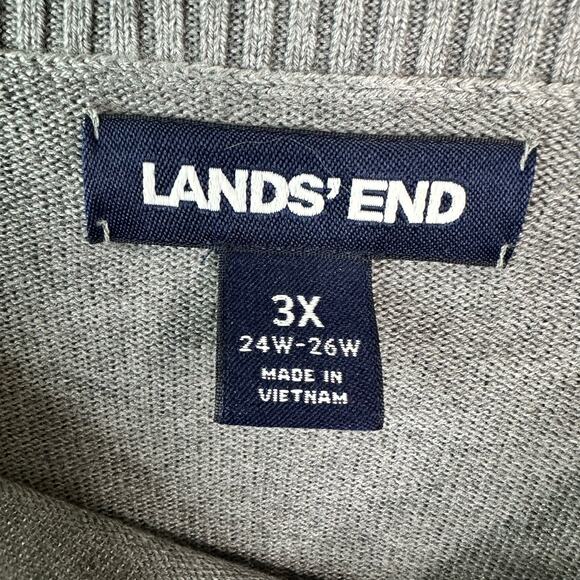 LANDS' END
3X
24W-26W
MADE IN
VIETNAM